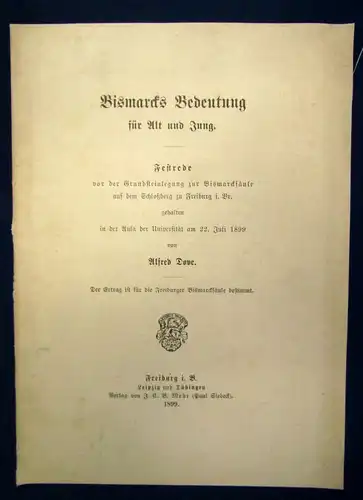 Bismarcks Bedeutung
für Alt und Jung.
Festrede
vor der Grundsteinlegung zur Bismarcksäule
auf dem Schloßberg zu Freiburg i. Br.
gehalten
in der Aula der Universität am 22. Juli 1899
von
Alfred Dove.
Der Ertrag ist für die Freiburger Bismarcksäule bestimmt.
Freiburg i. B.
Leipzig und Tübingen
Verlag von J. C. B. Mohr (Paul Siebeck).
1899.